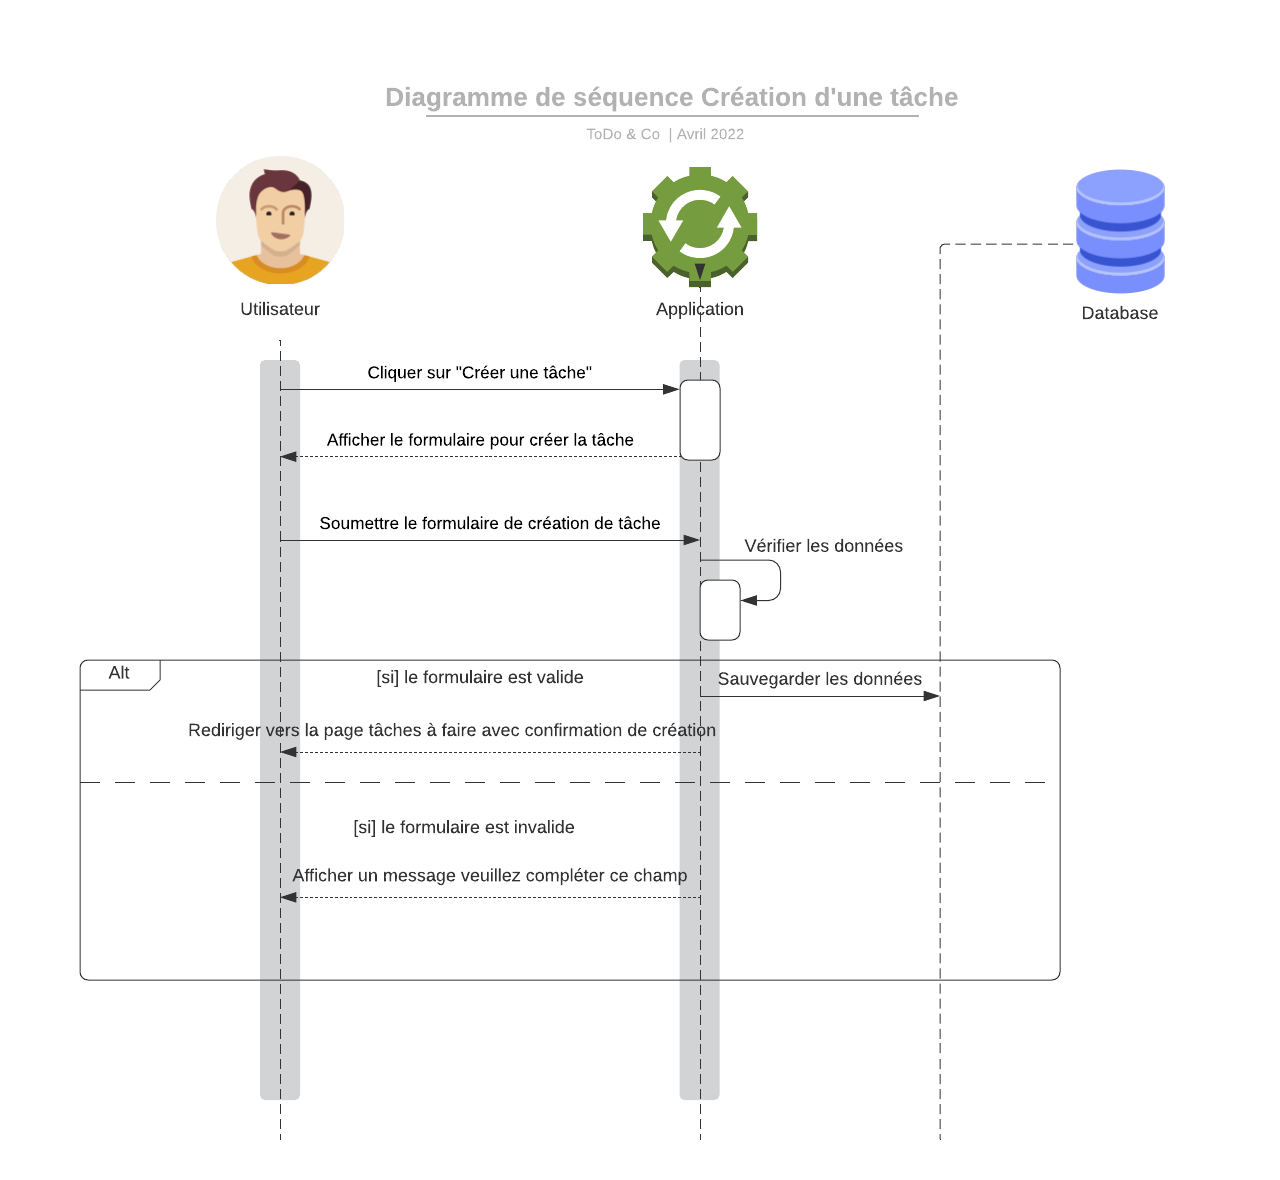 Diagramme de séquence Création d'une tâche
ToDo & Co | Avril 2022
Utilisateur
Application
Database
Cliquer sur "Créer une tâche"
Afficher le formulaire pour créer la tâche
Soumettre le formulaire de création de tâche
Vérifier les données
Alt
[si] le formulaire est valide
Sauvegarder les données
Rediriger vers la page tâches à faire avec confirmation de création
[si] le formulaire est invalide
Afficher un message veuillez compléter ce champ